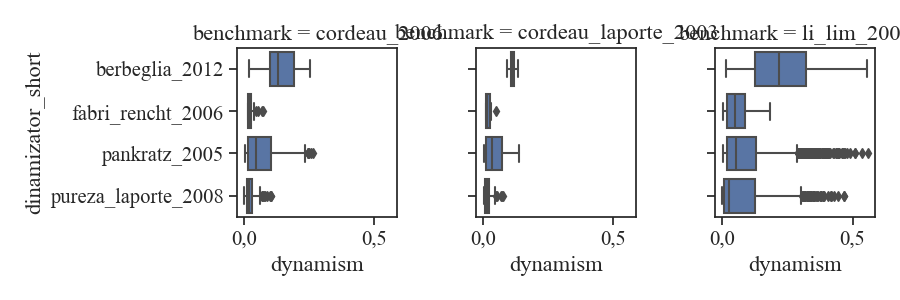 benchmark = cordeau_2006
benchmark = cordeau_laporte_2003
benchmark = li_lim_200
dinamizator_short
berbeglia_2012
fabri_rencht_2006
pankratz_2005
pureza_laporte_2008
0,0 0,5 0,0 0,5 0,0 0,5
dynamism dynamism dynamism